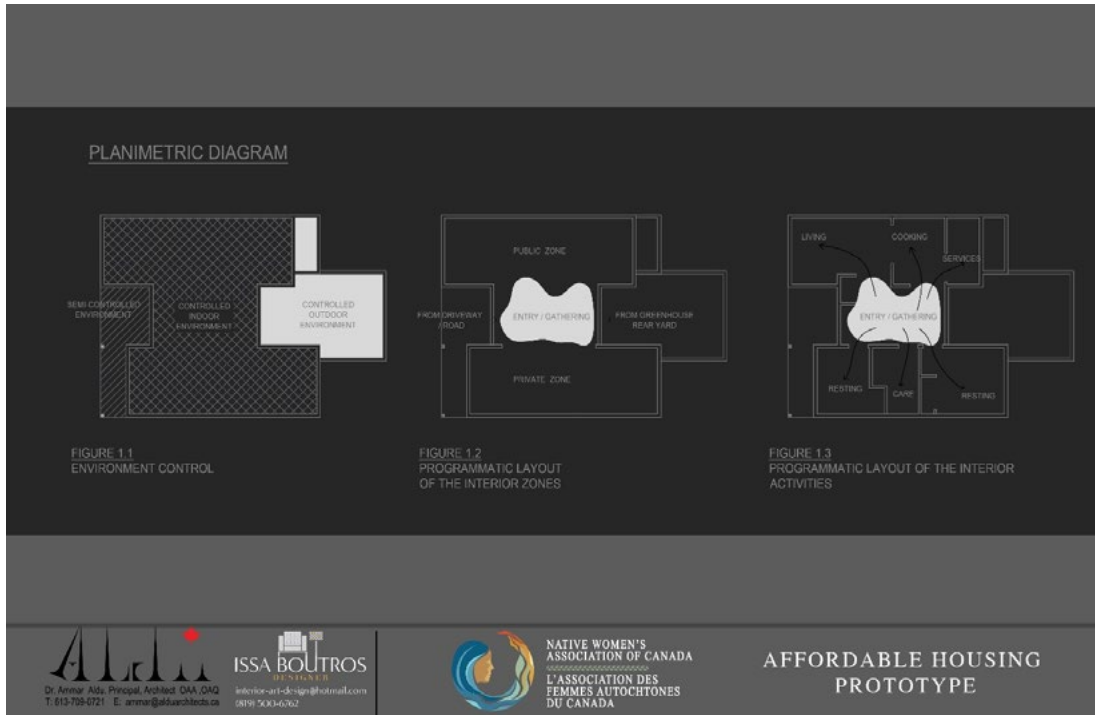 PLANIMETRIC DIAGRAM
SEMI CONTROLLED
ENVIRONMENT
CONTROLLED
INDOOR
ENVIRONMENT
CONTROLLED
OUTDOOR
ENVIRONMENT
FIGURE 1.1
ENVIRONMENT CONTROL
PUBLIC ZONE
FROM DRIVEWAY
/ ROAD
ENTRY / GATHERING
FROM GREENHOUSE
REAR YARD
PRIVATE ZONE
FIGURE 1.2
PROGRAMMATIC LAYOUT
OF THE INTERIOR ZONES
LIVING
COOKING
SERVICES
ENTRY / GATHERING
RESTING
CARE
RESTING
FIGURE 1.3
PROGRAMMATIC LAYOUT OF THE INTERIOR
ACTIVITIES
Aldu
Dr. Ammar Aldu. Principal, Architect OAA ,OAQ
T: 613-709-0721 E: ammar@alduarchitects.ca
ISSA BOUTROS
DESIGNER
interior-art-design@hotmail.com
(819) 500-6762
NATIVE WOMEN'S
ASSOCIATION OF CANADA
L'ASSOCIATION DES
FEMMES AUTOCHTONES
DU CANADA
AFFORDABLE HOUSING
PROTOTYPE